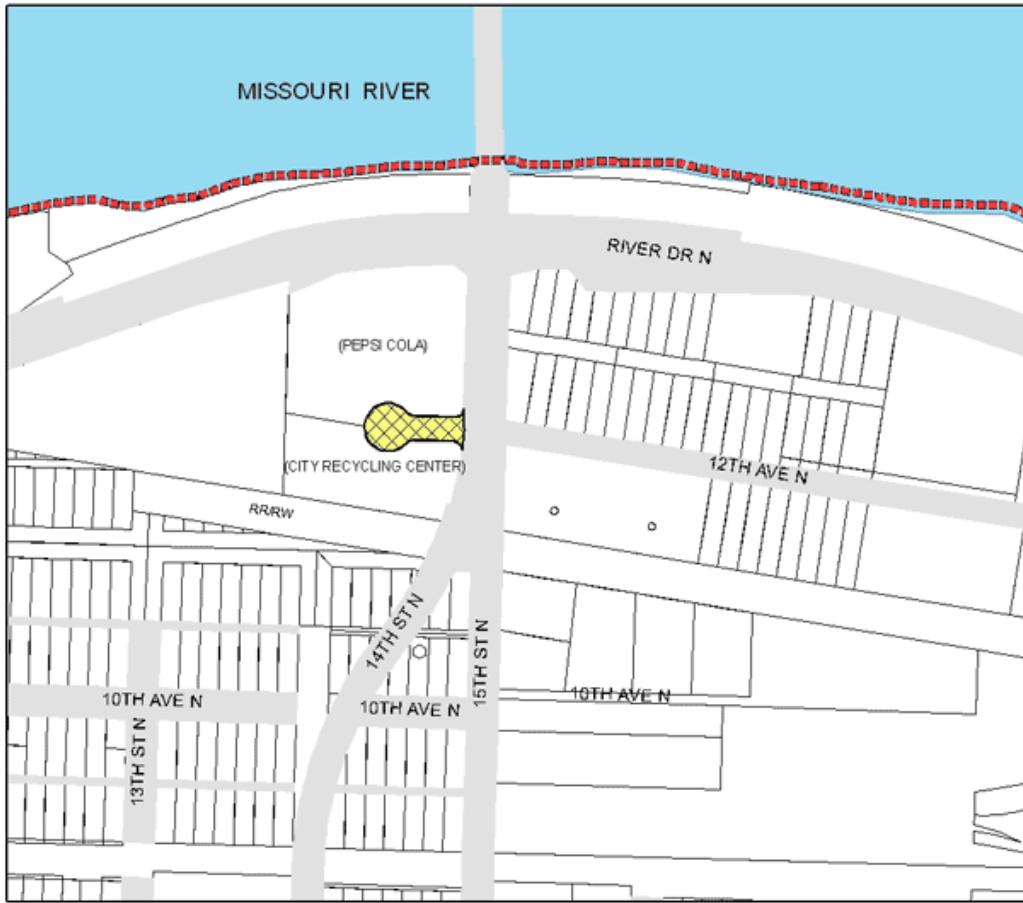 MISSOURI RIVER
RIVER DR N
(PEPSI COLA)
(CITY RECYCLING CENTER)
12TH AVE N
RR/RW
14TH ST N
15TH ST N
10TH AVE N
10TH AVE N
10TH AVE N
13TH ST N